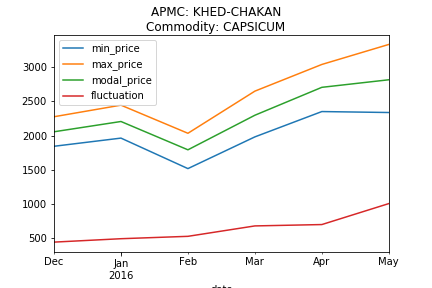 APMC: KHED-CHAKAN
Commodity: CAPSICUM
min_price
max_price
modal_price
fluctuation
3000
2500
2000
1500
1000
500
Dec Jan Feb Mar Apr May
2016